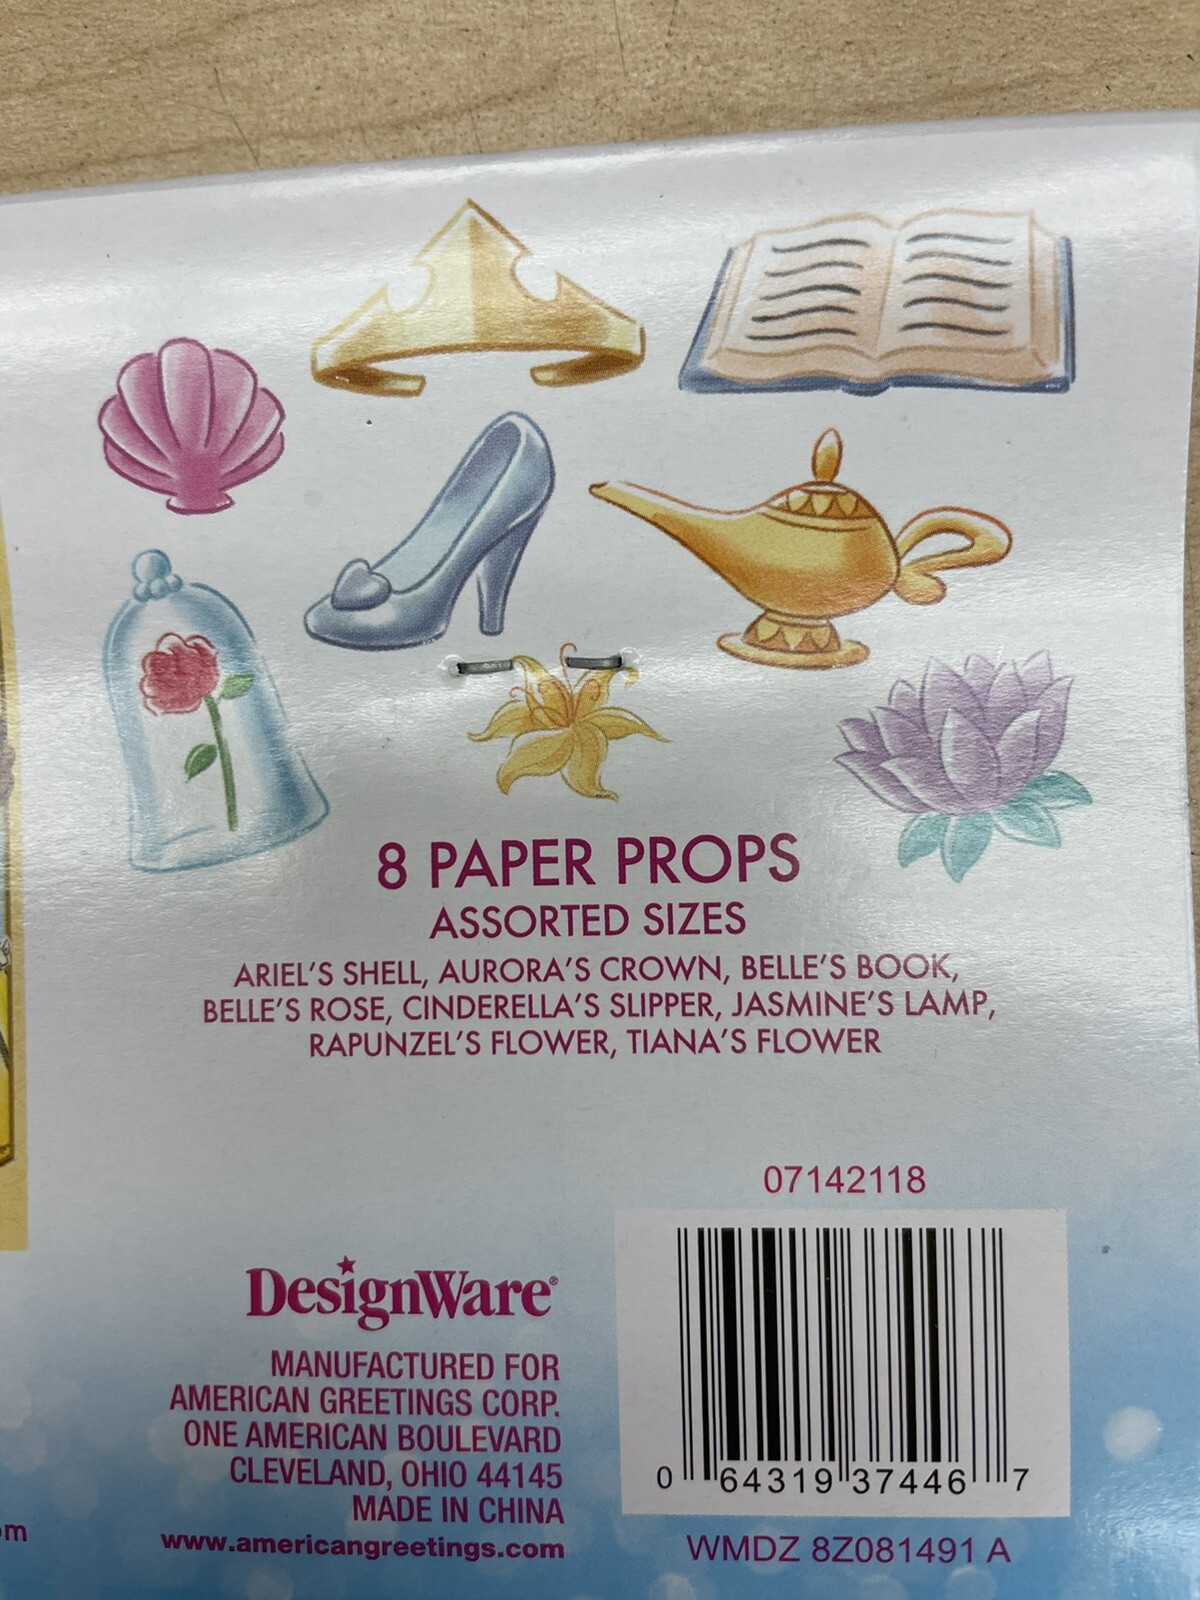 8 PAPER PROPS
ASSORTED SIZES
ARIEL'S SHELL, AURORA'S CROWN, BELLE'S BOOK,
BELLE'S ROSE, CINDERELLA'S SLIPPER, JASMINE'S LAMP,
RAPUNZEL'S FLOWER, TIANA'S FLOWER
07142118
DesignWare®
MANUFACTURED FOR
AMERICAN GREETINGS CORP.
ONE AMERICAN BOULEVARD
CLEVELAND, OHIO 44145
MADE IN CHINA
www.americangreetings.com
0 64319 37446 7
WMDZ 8Z081491 A